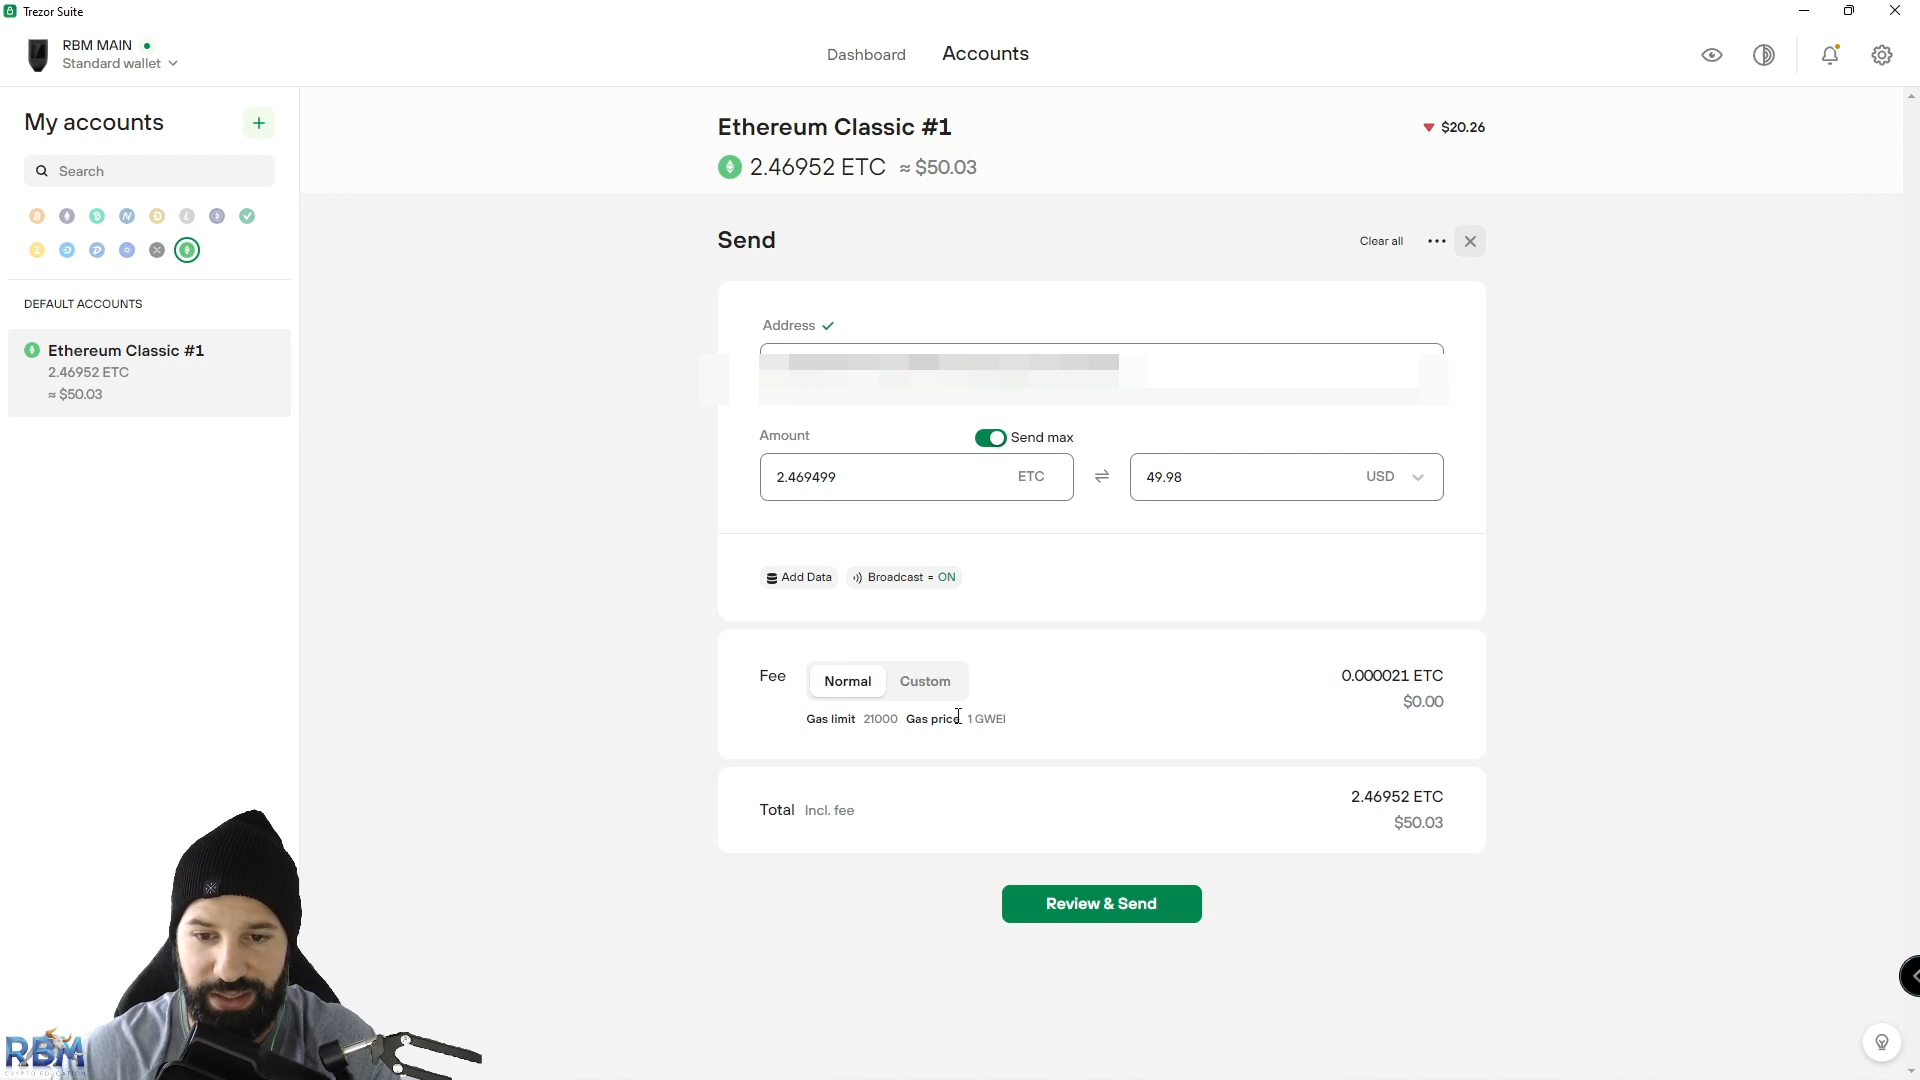 Trezor Suite
RBM MAIN
Standard wallet
Dashboard
Accounts
My accounts
Search
DEFAULT ACCOUNTS
Ethereum Classic #1
2.46952 ETC
≈ $50.03
Ethereum Classic #1
$20.26
2.46952 ETC ≈ $50.03
Send
Clear all
Address
Amount
Send max
2.469499 ETC
49.98 USD
Add Data
Broadcast = ON
Fee
Normal
Custom
0.000021 ETC
$0.00
Gas limit 21000 Gas price 1 GWEI
Total Incl. fee
2.46952 ETC
$50.03
Review & Send
RBM
CRYPTO EDUCATION